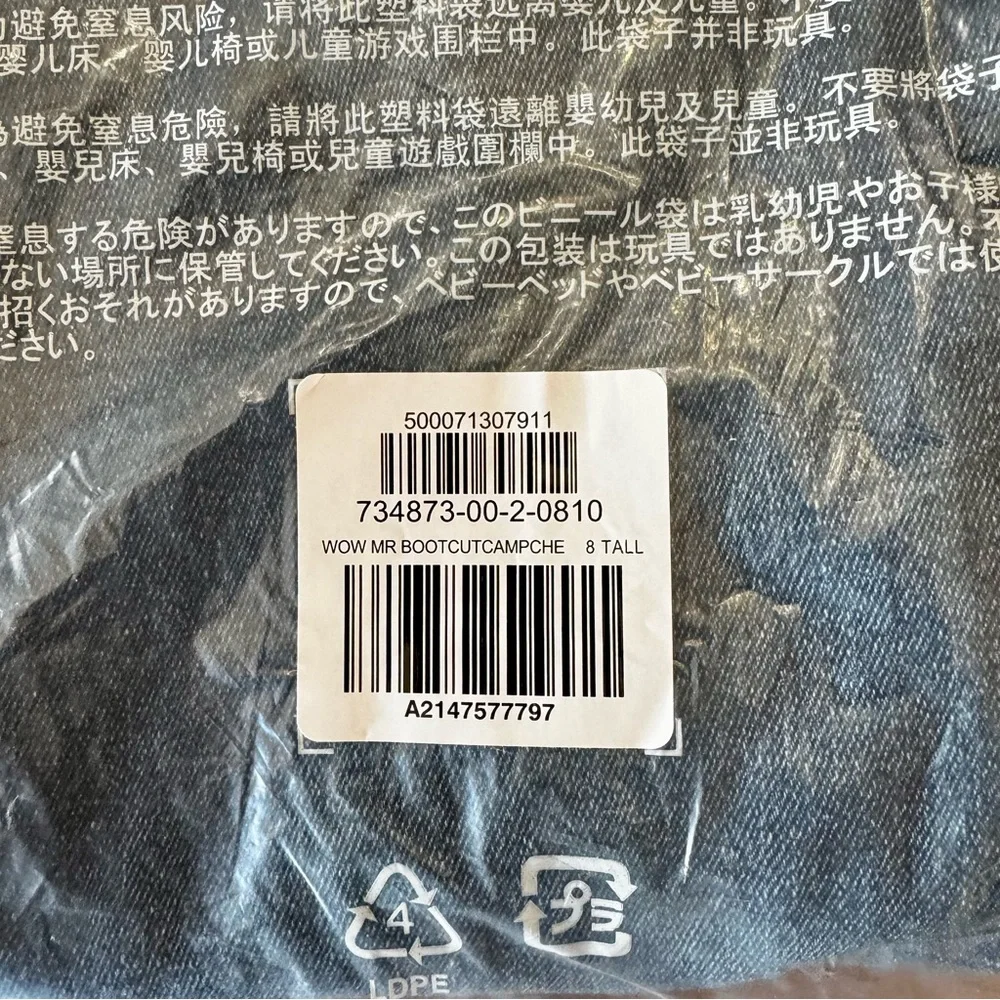 避免窒息风险，请将此塑料袋远离婴儿及儿童。不要
婴儿床、婴儿椅或儿童游戏围栏中。此袋子并非玩具。
為避免窒息危險，請將此塑料袋遠離嬰幼兒及兒童。不要將袋子
、嬰兒床、嬰兒椅或兒童遊戲圍欄中。此袋子並非玩具。
窒息する危険がありますので、このビニール袋は乳幼児やお子様
ない場所に保管してください。この包装は玩具ではありません。
招くおそれがありますので、ベビーベッドやベビーサークルでは使
ださい。
500071307911
734873-00-2-0810
WOW MR BOOTCUTCAMPCHE 8 TALL
A2147577797
4
プラ
LDPE